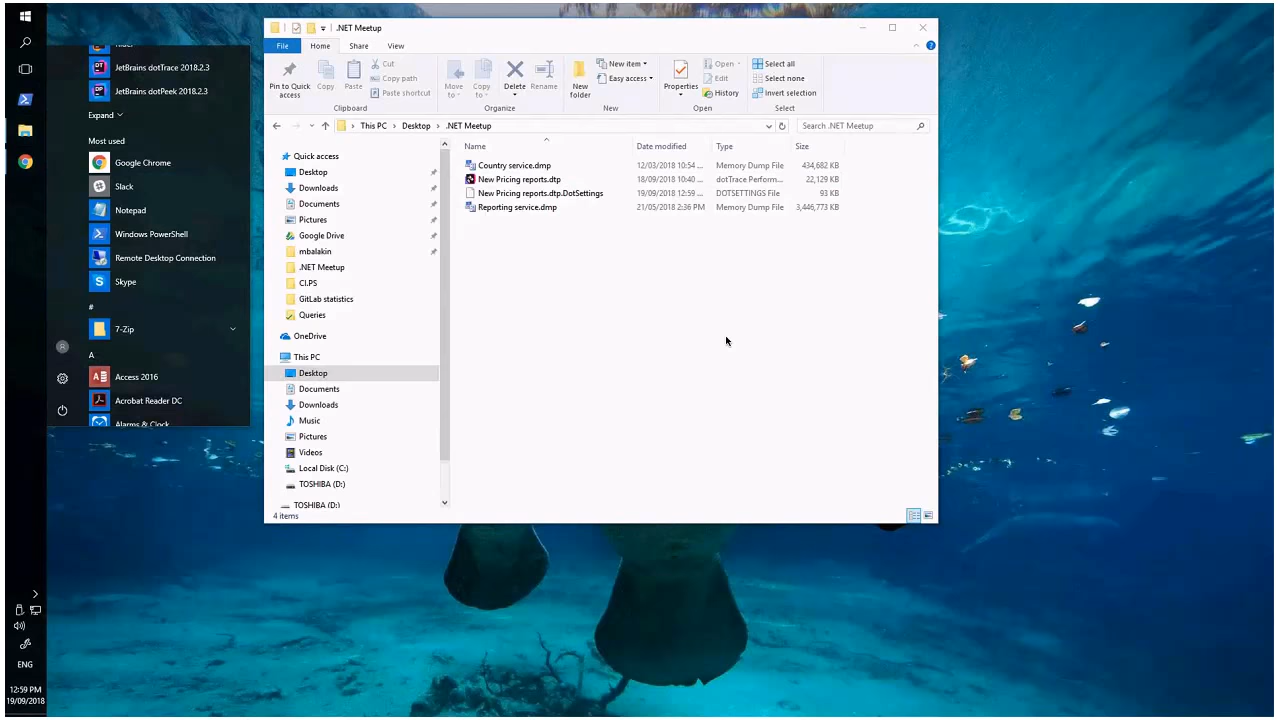 .NET Meetup
File Home Share View
Pin to Quick access
Copy
Paste
Cut
Copy path
Paste shortcut
Clipboard
Move to
Copy to
Delete
Rename
Organize
New folder
New item
Easy access
New
Properties
Open
Edit
History
Open
Select all
Select none
Invert selection
Select
This PC Desktop .NET Meetup
Search .NET Meetup
JetBrains dotTrace 2018.2.3
JetBrains dotPeek 2018.2.3
Expand
Most used
Google Chrome
Slack
Notepad
Windows PowerShell
Remote Desktop Connection
Skype
#
7-Zip
A
Access 2016
Acrobat Reader DC
Alarms & Clock
Quick access
Desktop
Downloads
Documents
Pictures
Google Drive
mbalakin
.NET Meetup
CI.PS
GitLab statistics
Queries
OneDrive
This PC
Desktop
Documents
Downloads
Music
Pictures
Videos
Local Disk (C:)
TOSHIBA (D:)
TOSHIBA (D:)
4 items
Name Date modified Type Size
Country service.dmp 12/03/2018 10:54 ... Memory Dump File 434,682 KB
New Pricing reports.dtp 18/09/2018 10:40 ... dotTrace Perform... 22,129 KB
New Pricing reports.dtp.DotSettings 19/09/2018 12:59 ... DOTSETTINGS File 93 KB
Reporting service.dmp 21/05/2018 2:36 PM Memory Dump File 3,446,773 KB
ENG
12:59 PM
19/09/2018